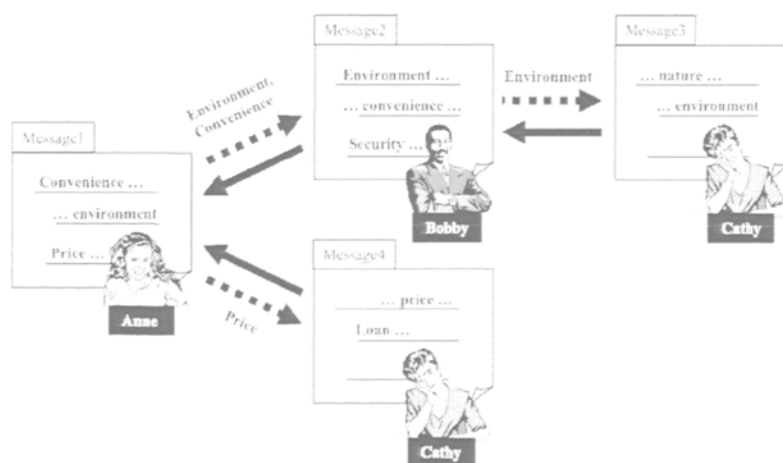 Message1
Convenience ...
... environment
Price ...
Anne
Environment,
Convenience
Message2
Environment ...
... convenience ...
Security ...
Bobby
Environment
Message3
... nature ...
... environment
Cathy
Price
Message4
... price ...
Loan ...
Cathy